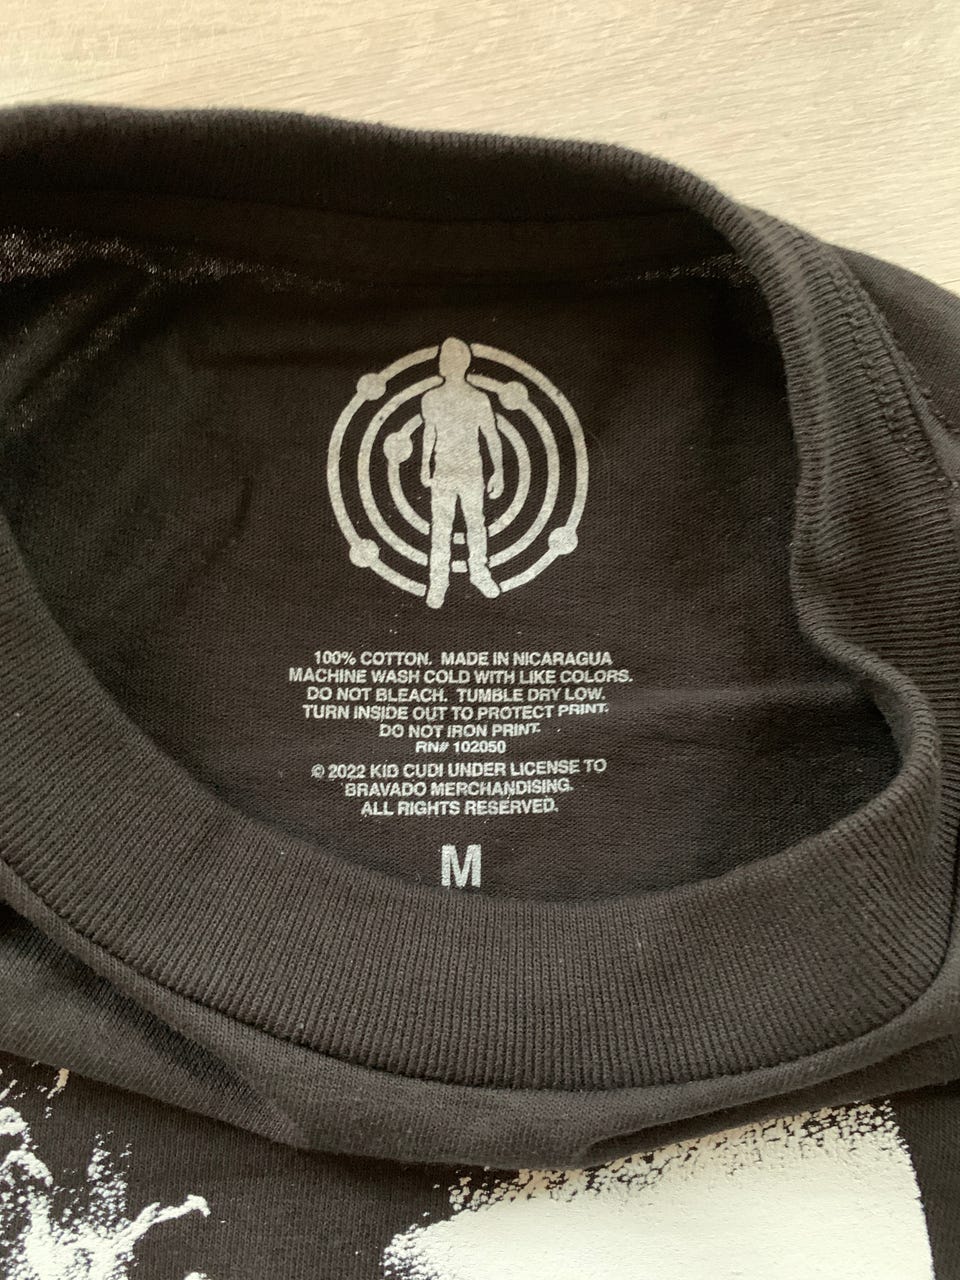 100% COTTON. MADE IN NICARAGUA
MACHINE WASH COLD WITH LIKE COLORS.
DO NOT BLEACH. TUMBLE DRY LOW.
TURN INSIDE OUT TO PROTECT PRINT.
DO NOT IRON PRINT.
RN# 102050
© 2022 KID CUDI UNDER LICENSE TO
BRAVADO MERCHANDISING.
ALL RIGHTS RESERVED.
M